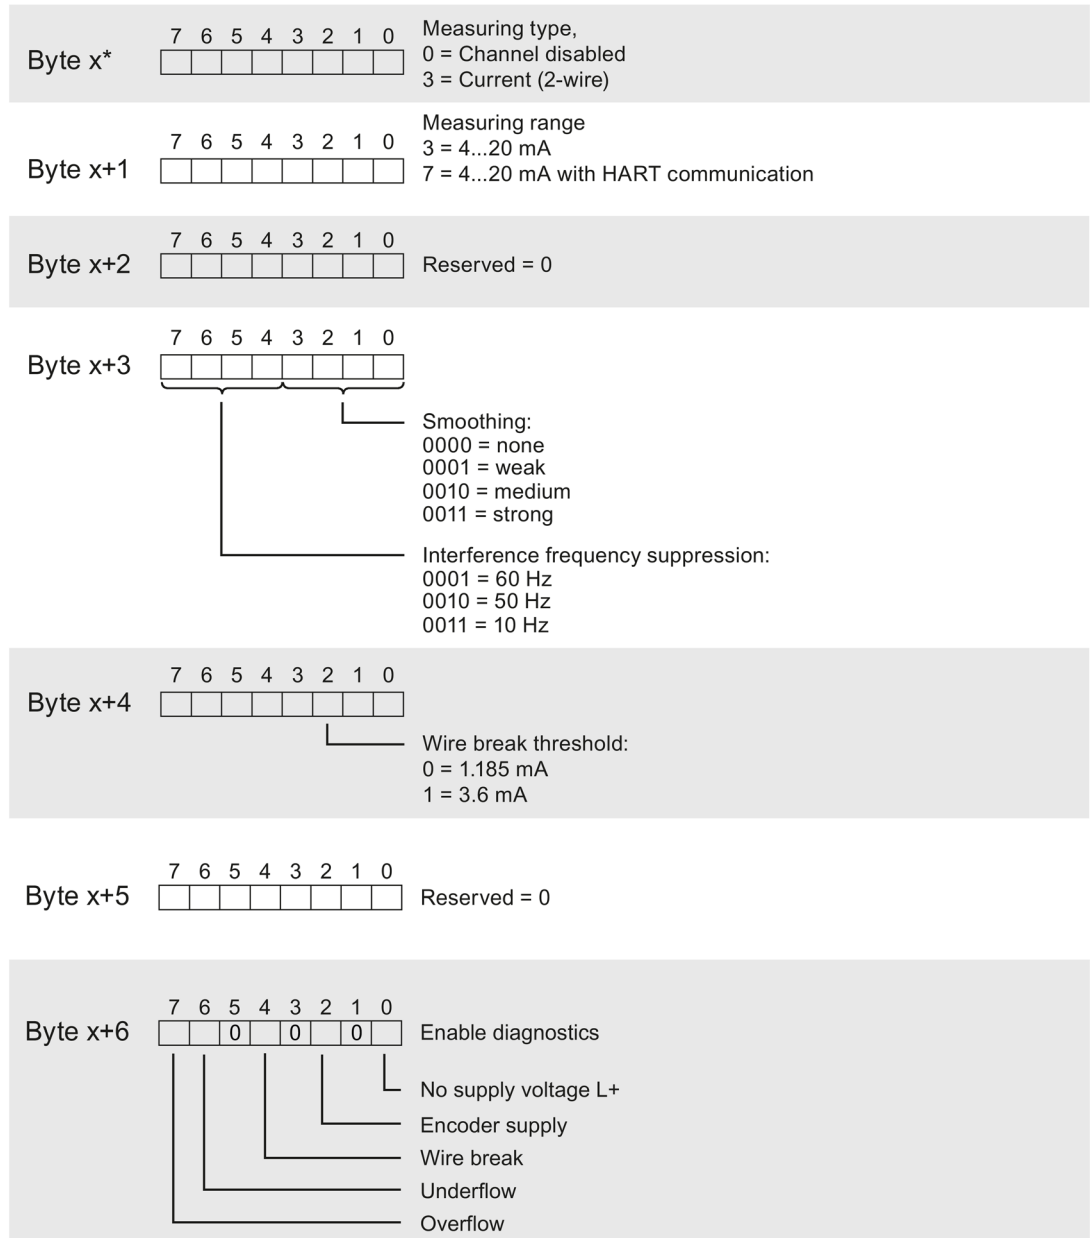 7 6 5 4 3 2 1 0
Measuring type,
Byte x*
0 = Channel disabled
3 = Current (2-wire)
7 6 5 4 3 2 1 0
Measuring range
3 = 4...20 mA
Byte x+1
7 = 4...20 mA with HART communication
7 6 5 4 3 2 1 0
Byte x+2
Reserved = 0
7 6 5 4 3 2 1 0
Byte x+3
Smoothing:
0000 = none
0001 = weak
0010 = medium
0011 = strong
Interference frequency suppression:
0001 = 60 Hz
0010 = 50 Hz
0011 = 10 Hz
7 6 5 4 3 2 1 0
Byte x+4
Wire break threshold:
0 = 1.185 mA
1 = 3.6 mA
7 6 5 4 3 2 1 0
Byte x+5
Reserved = 0
7 6 5 4 3 2 1 0
Byte x+6
0 0 0
Enable diagnostics
No supply voltage L+
Encoder supply
Wire break
Underflow
Overflow